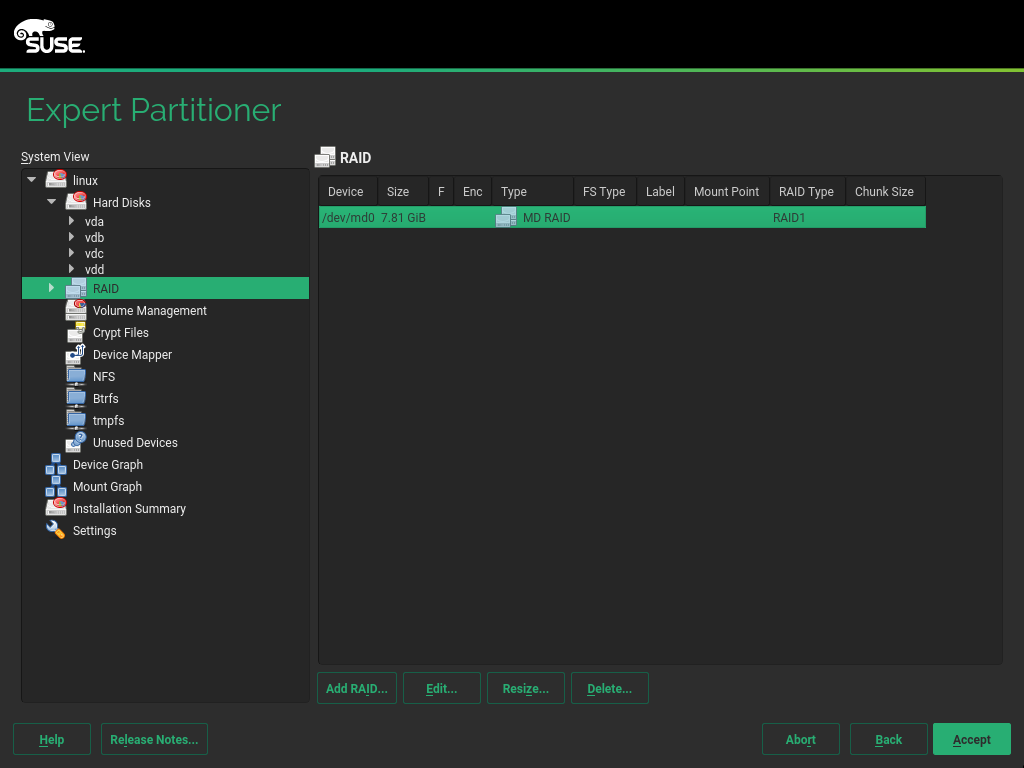 SUSE.
Expert Partitioner
System View
linux
Hard Disks
vda
vdb
vdc
vdd
RAID
Volume Management
Crypt Files
Device Mapper
NFS
Btrfs
tmpfs
Unused Devices
Device Graph
Mount Graph
Installation Summary
Settings
RAID
Device Size F Enc Type FS Type Label Mount Point RAID Type Chunk Size
/dev/md0 7.81 GiB MD RAID RAID1
Add RAID... Edit... Resize... Delete...
Help Release Notes... Abort Back Accept